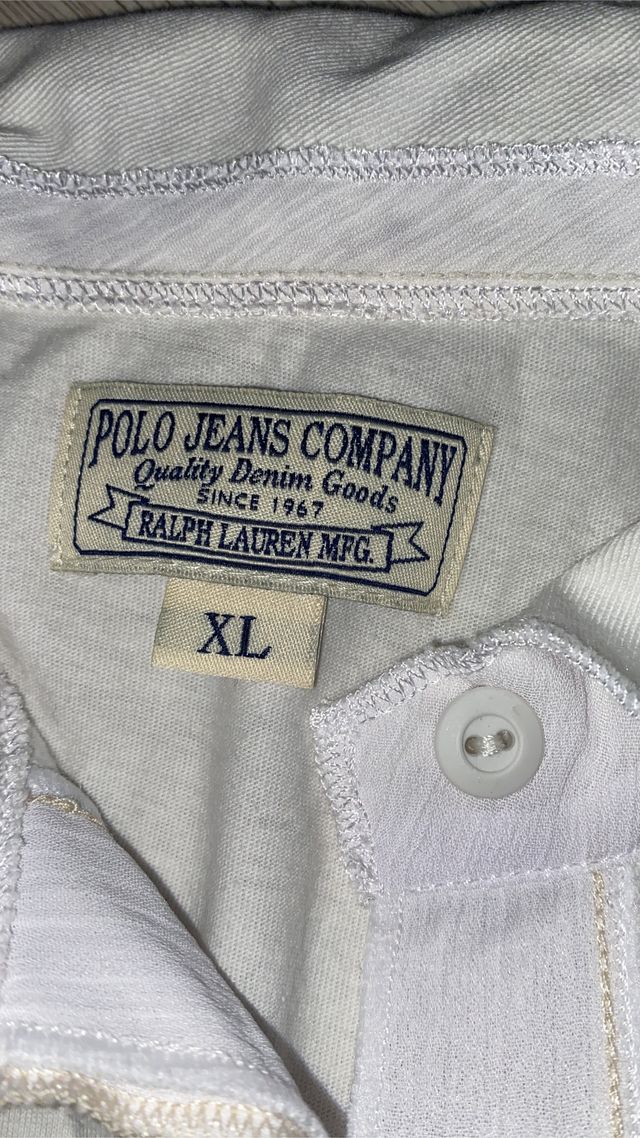 POLO JEANS COMPANY
Quality Denim Goods
SINCE 1967
RALPH LAUREN MFG.
XL